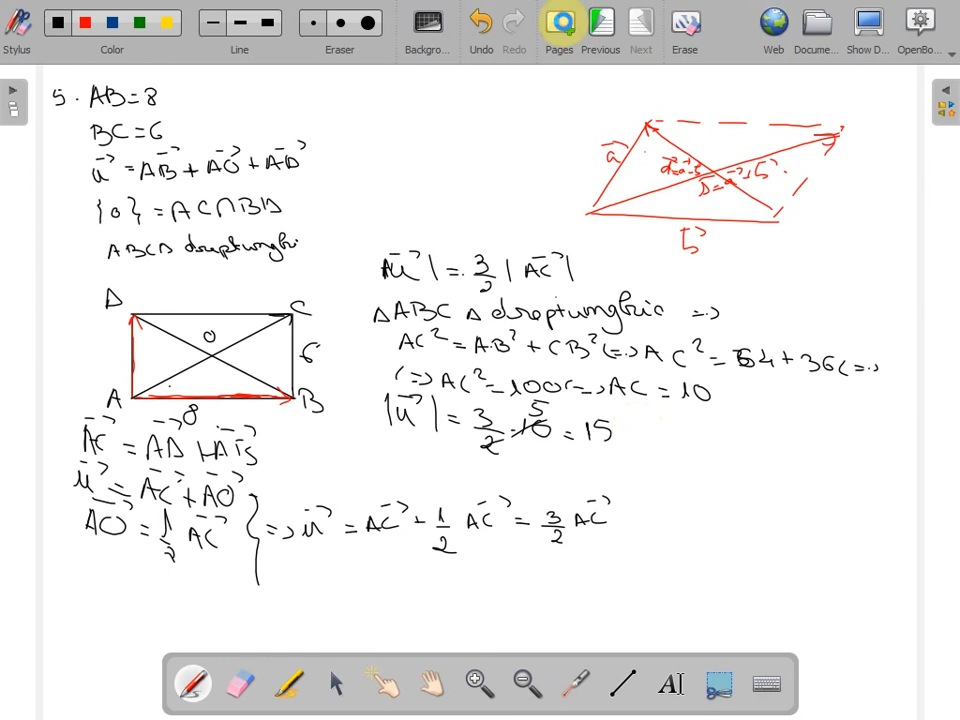 Color Line Eraser Backgro... Undo Redo Pages Previous Next Erase Web Docume... Show D... OpenBo...
Stylus
5. AB=8
BC=6
u⃗ = AB⃗ + AO⃗ + AD⃗
{O} = AC∩BD
ABCD dreptunghi
D C
O
6
A B
8
AC⃗ = AD⃗ + AB⃗
u⃗ = AC⃗ + AO⃗
AO⃗ = 1/2 AC⃗
=> u⃗ = AC⃗ + 1/2 AC⃗ = 3/2 AC⃗
a⃗
b⃗
|u⃗| = 3/2 |AC⃗|
△ABC △ dreptunghic =>
AC² = AB² + CB² <=> AC² = 64 + 36 <=>
<=> AC² = 100 <=> AC = 10
|u⃗| = 3/2 · 10 5 = 15